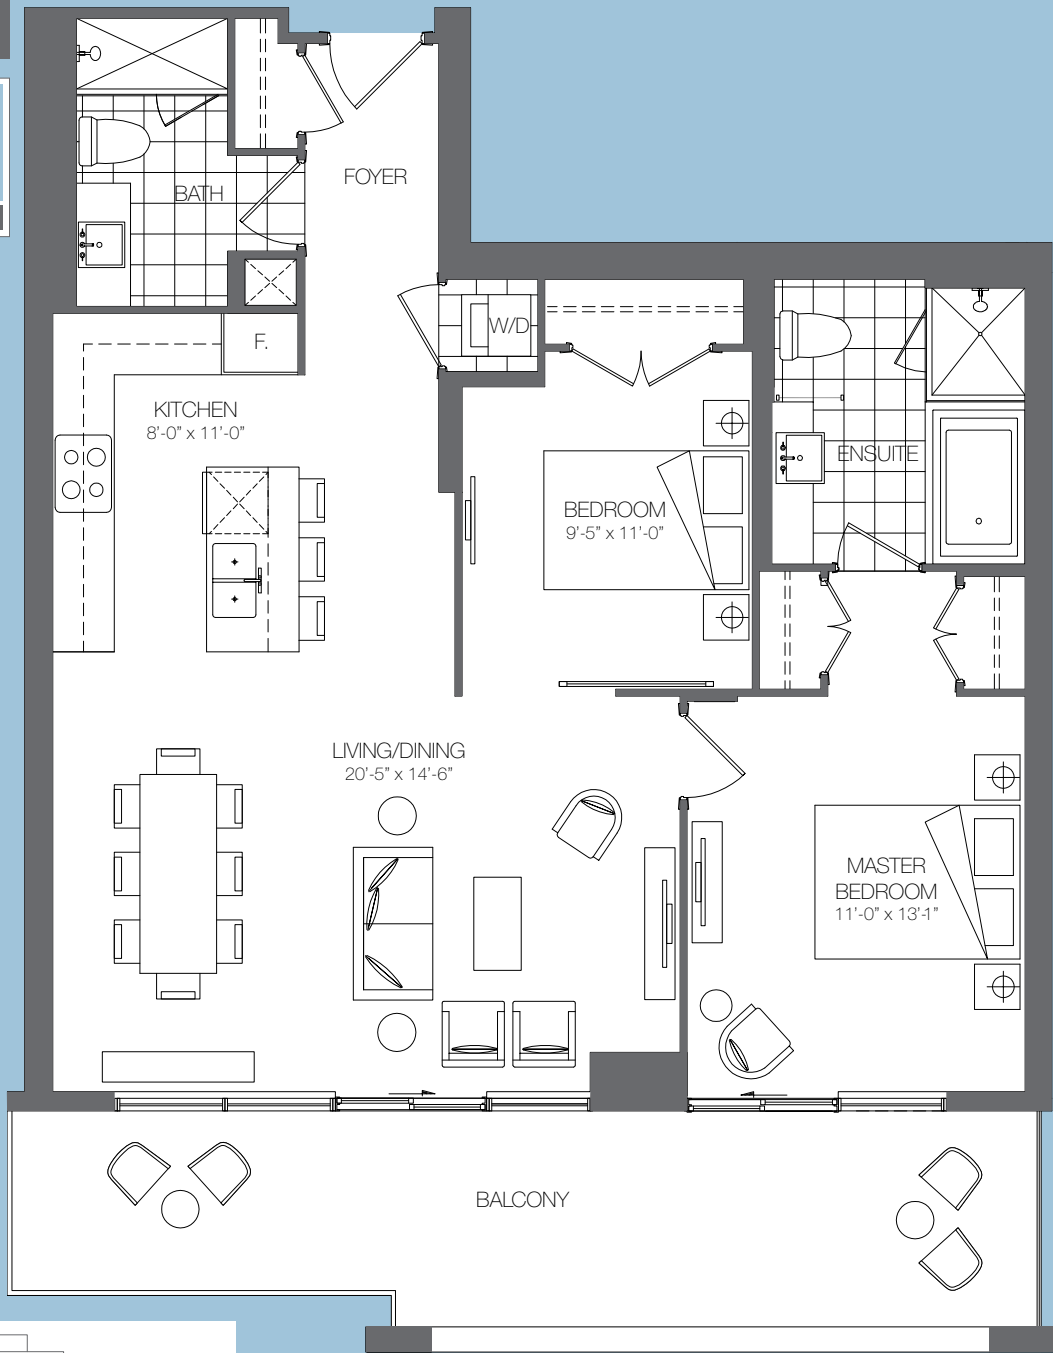 FOYER
BATH
W/D
F.
KITCHEN
8'-0" x 11'-0"
ENSUITE
BEDROOM
9'-5" x 11'-0"
LIVING/DINING
20'-5" x 14'-6"
MASTER
BEDROOM
11'-0" x 13'-1"
BALCONY